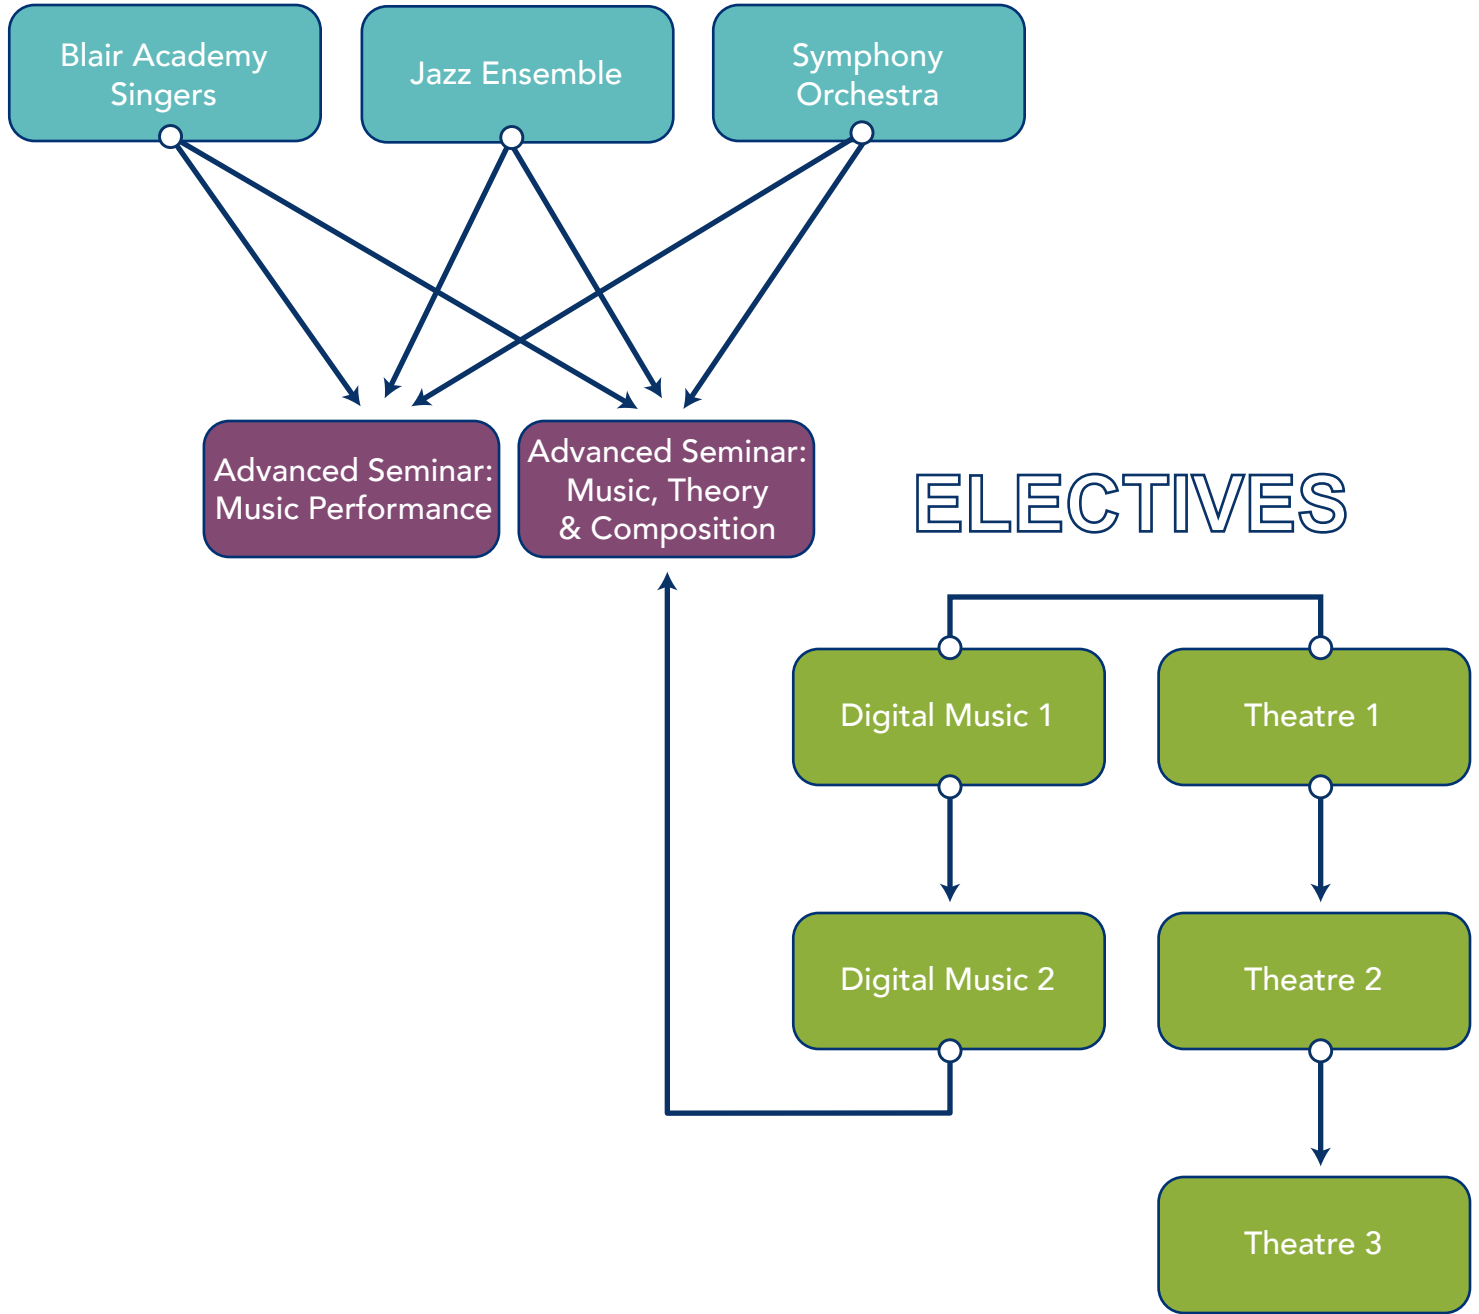 Blair Academy
Singers
Jazz Ensemble
Symphony
Orchestra
Advanced Seminar:
Music Performance
Advanced Seminar:
Music, Theory
& Composition
ELECTIVES
Digital Music 1
Theatre 1
Digital Music 2
Theatre 2
Theatre 3